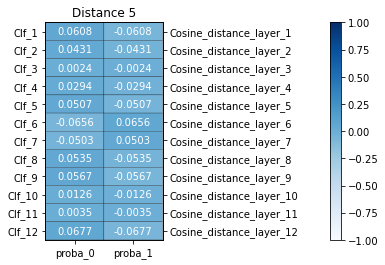 Distance 5
Clf_1 0.0608 -0.0608 Cosine_distance_layer_1
Clf_2 0.0431 -0.0431 Cosine_distance_layer_2
Clf_3 0.0024 -0.0024 Cosine_distance_layer_3
Clf_4 0.0294 -0.0294 Cosine_distance_layer_4
Clf_5 0.0507 -0.0507 Cosine_distance_layer_5
Clf_6 -0.0656 0.0656 Cosine_distance_layer_6
Clf_7 -0.0503 0.0503 Cosine_distance_layer_7
Clf_8 0.0535 -0.0535 Cosine_distance_layer_8
Clf_9 0.0567 -0.0567 Cosine_distance_layer_9
Clf_10 0.0126 -0.0126 Cosine_distance_layer_10
Clf_11 0.0035 -0.0035 Cosine_distance_layer_11
Clf_12 0.0677 -0.0677 Cosine_distance_layer_12
proba_0 proba_1
1.00
0.75
0.50
0.25
0.00
−0.25
−0.50
−0.75
−1.00